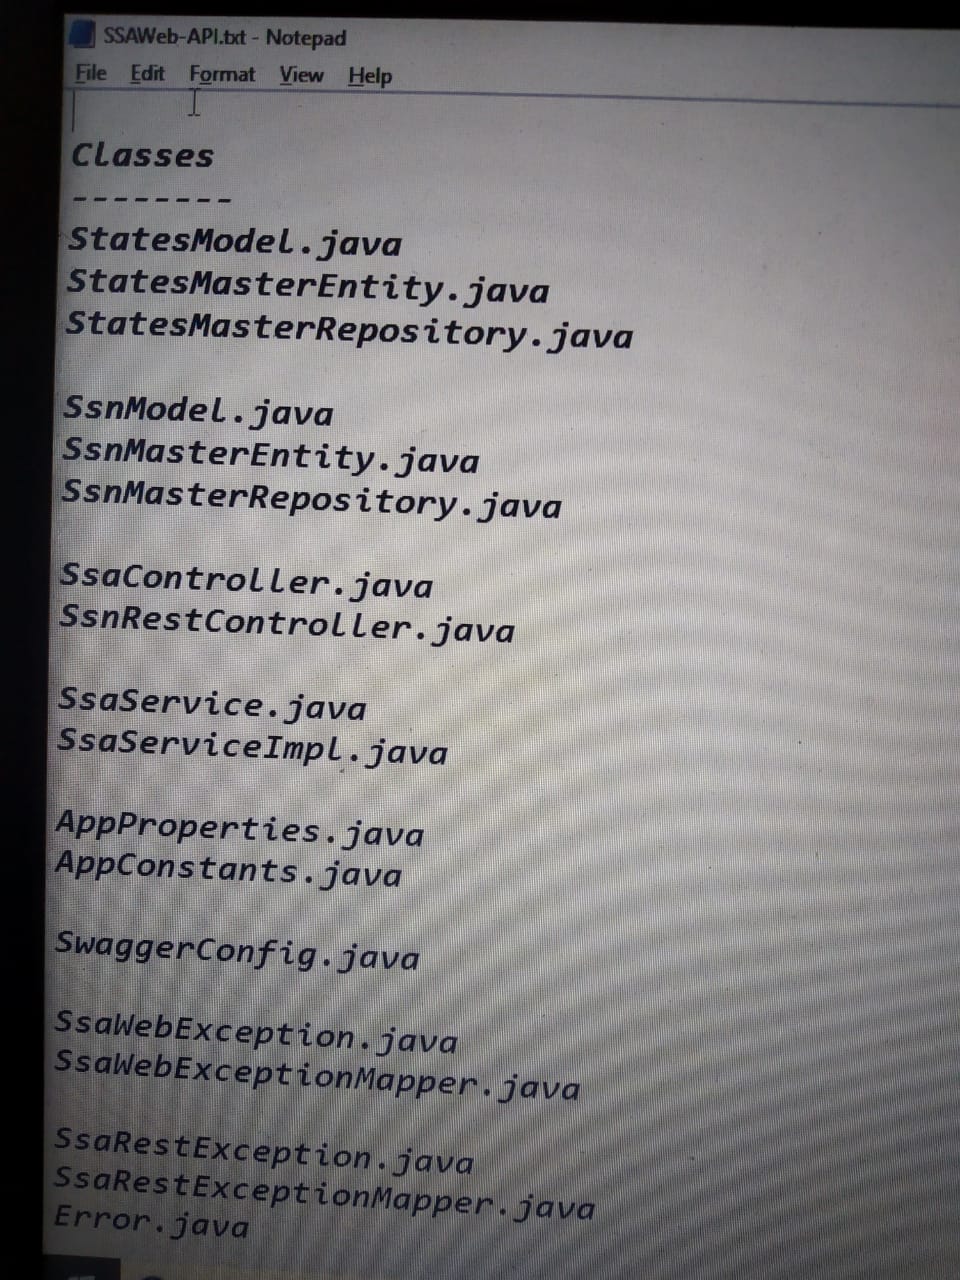 SSAWeb-API.txt - Notepad
File Edit Format View Help
Classes
--------
StatesModel.java
StatesMasterEntity.java
StatesMasterRepository.java
SsnModel.java
SsnMasterEntity.java
SsnMasterRepository.java
SsaController.java
SsnRestController.java
SsaService.java
SsaServiceImpl.java
AppProperties.java
AppConstants.java
SwaggerConfig.java
SsaWebException.java
SsaWebExceptionMapper.java
SsaRestException.java
SsaRestExceptionMapper.java
Error.java